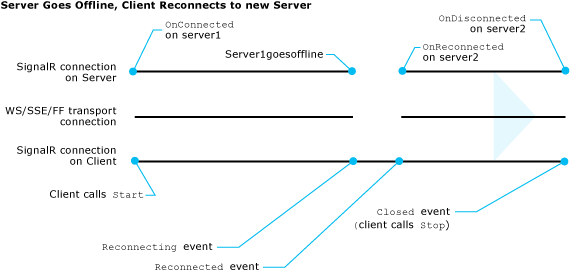 Server Goes Offline, Client Reconnects to new Server
OnConnected
on server1
Server1goesoffline
OnDisconnected
on server2
OnReconnected
on server2
SignalR connection
on Server
WS/SSE/FF transport
connection
SignalR connection
on Client
Client calls Start
Reconnecting event
Reconnected event
Closed event
(client calls Stop)